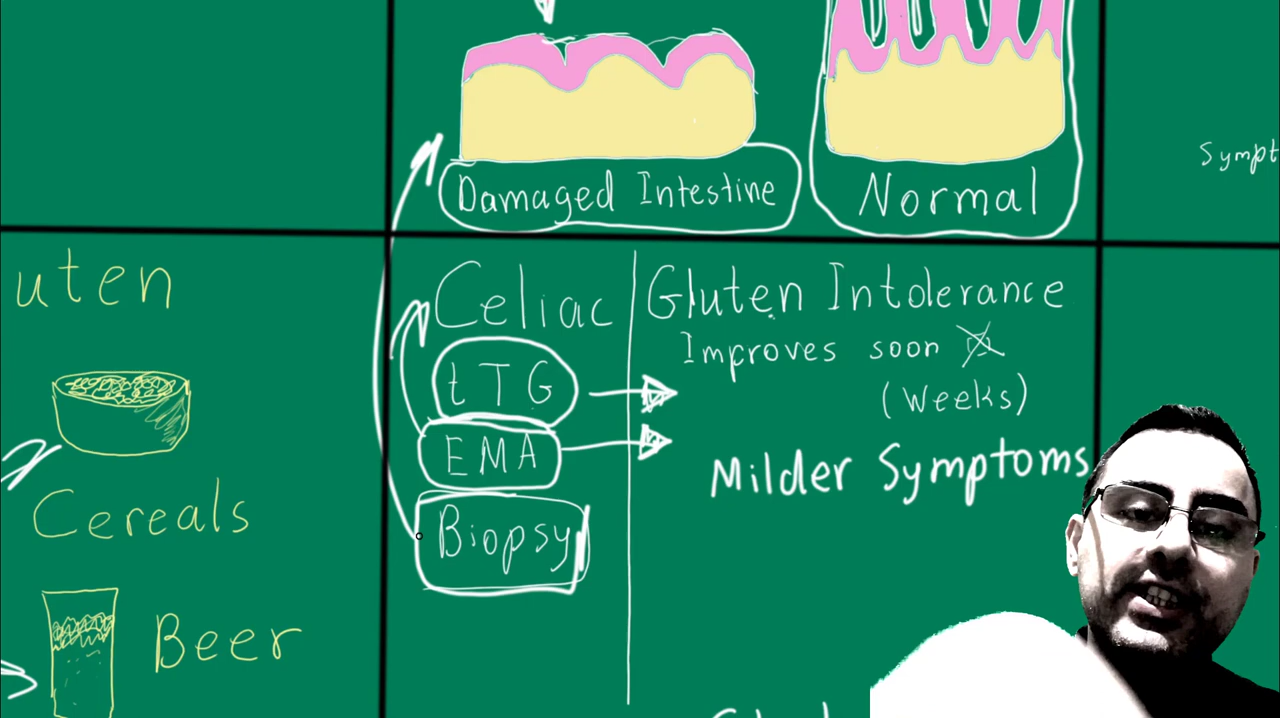 Sympt
Damaged Intestine
Normal
uten
Cereals
Beer
Celiac
tTG
EMA
Biopsy
Gluten Intolerance
Improves soon
(Weeks)
Milder Symptoms